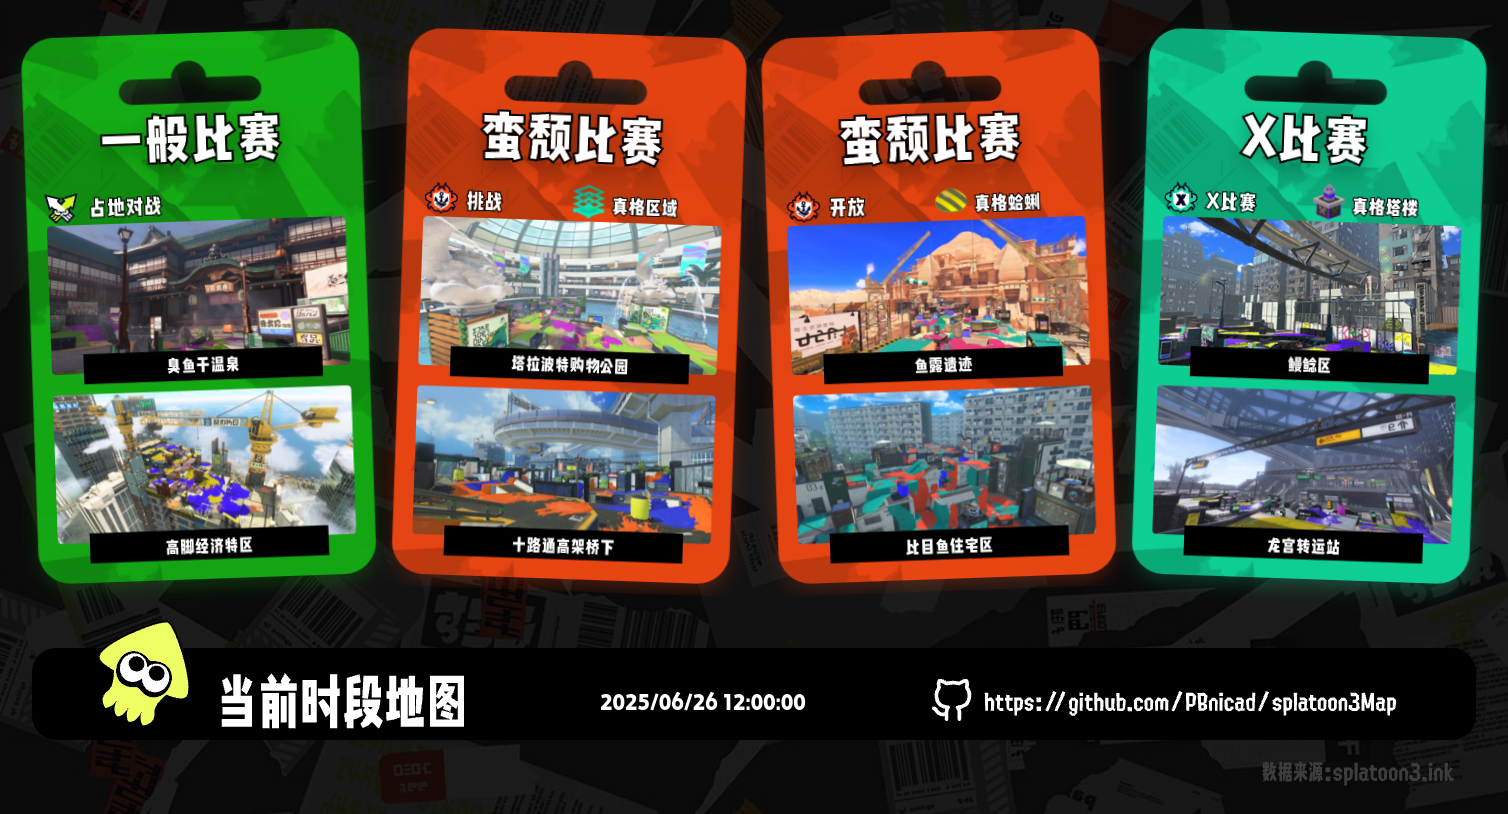 一般比赛
占地对战
臭鱼干温泉
高脚经济特区
蛮颓比赛
挑战
真格区域
塔拉波特购物公园
十路通高架桥下
蛮颓比赛
开放
真格蛤蜊
鱼露遗迹
比目鱼住宅区
X比赛
X比赛
真格塔楼
鳗鲶区
龙宫转运站
当前时段地图
2025/06/26 12:00:00
https://github.com/PBnicad/splatoon3Map
数据来源:splatoon3.ink